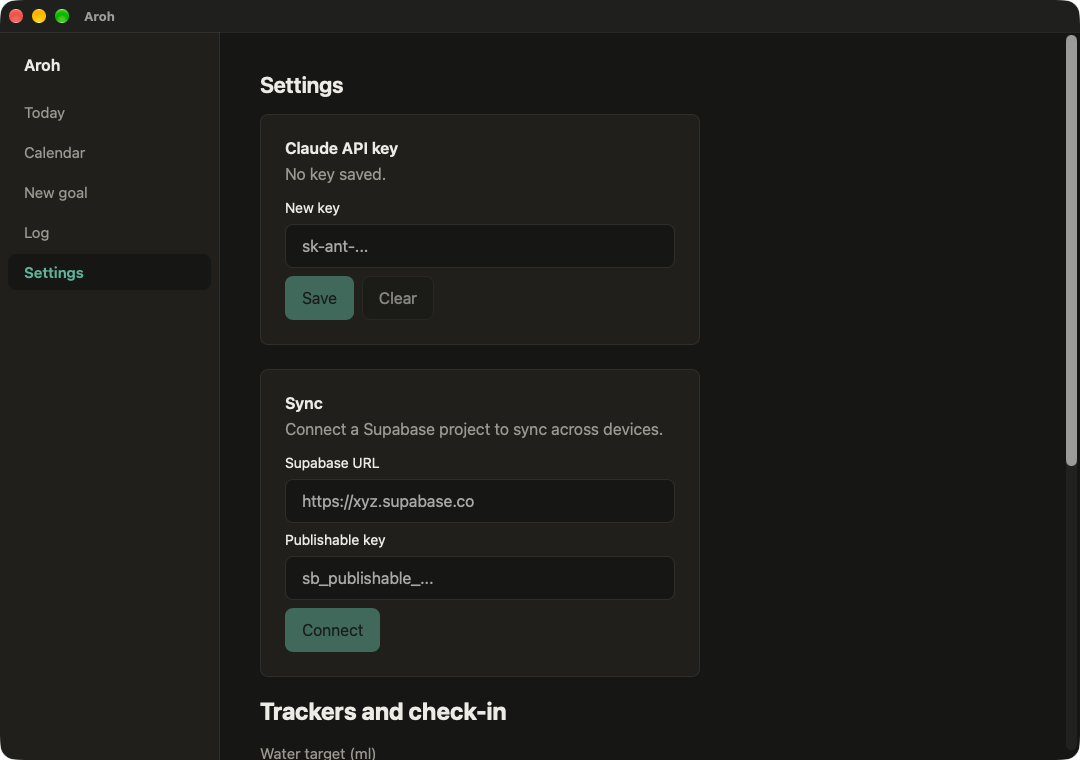 Aroh
Aroh
Today
Calendar
New goal
Log
Settings
Settings
Claude API key
No key saved.
New key
sk-ant-...
Save
Clear
Sync
Connect a Supabase project to sync across devices.
Supabase URL
https://xyz.supabase.co
Publishable key
sb_publishable_...
Connect
Trackers and check-in
Water target (ml)